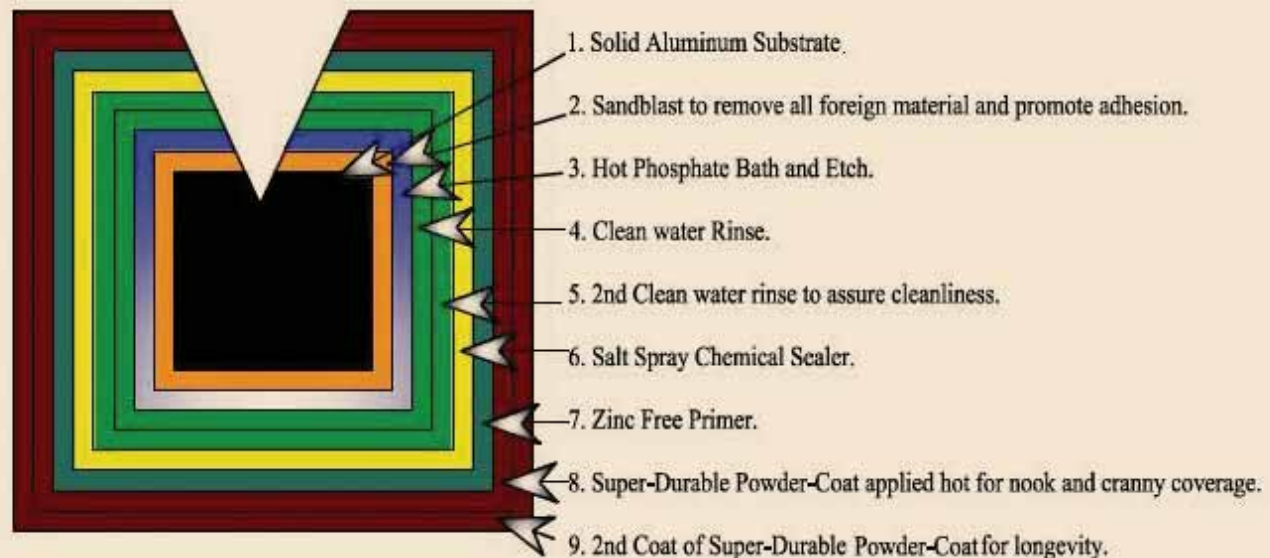 1. Solid Aluminum Substrate.
2. Sandblast to remove all foreign material and promote adhesion.
3. Hot Phosphate Bath and Etch.
4. Clean water Rinse.
5. 2nd Clean water rinse to assure cleanliness.
6. Salt Spray Chemical Sealer.
7. Zinc Free Primer.
8. Super-Durable Powder-Coat applied hot for nook and cranny coverage.
9. 2nd Coat of Super-Durable Powder-Coat for longevity.